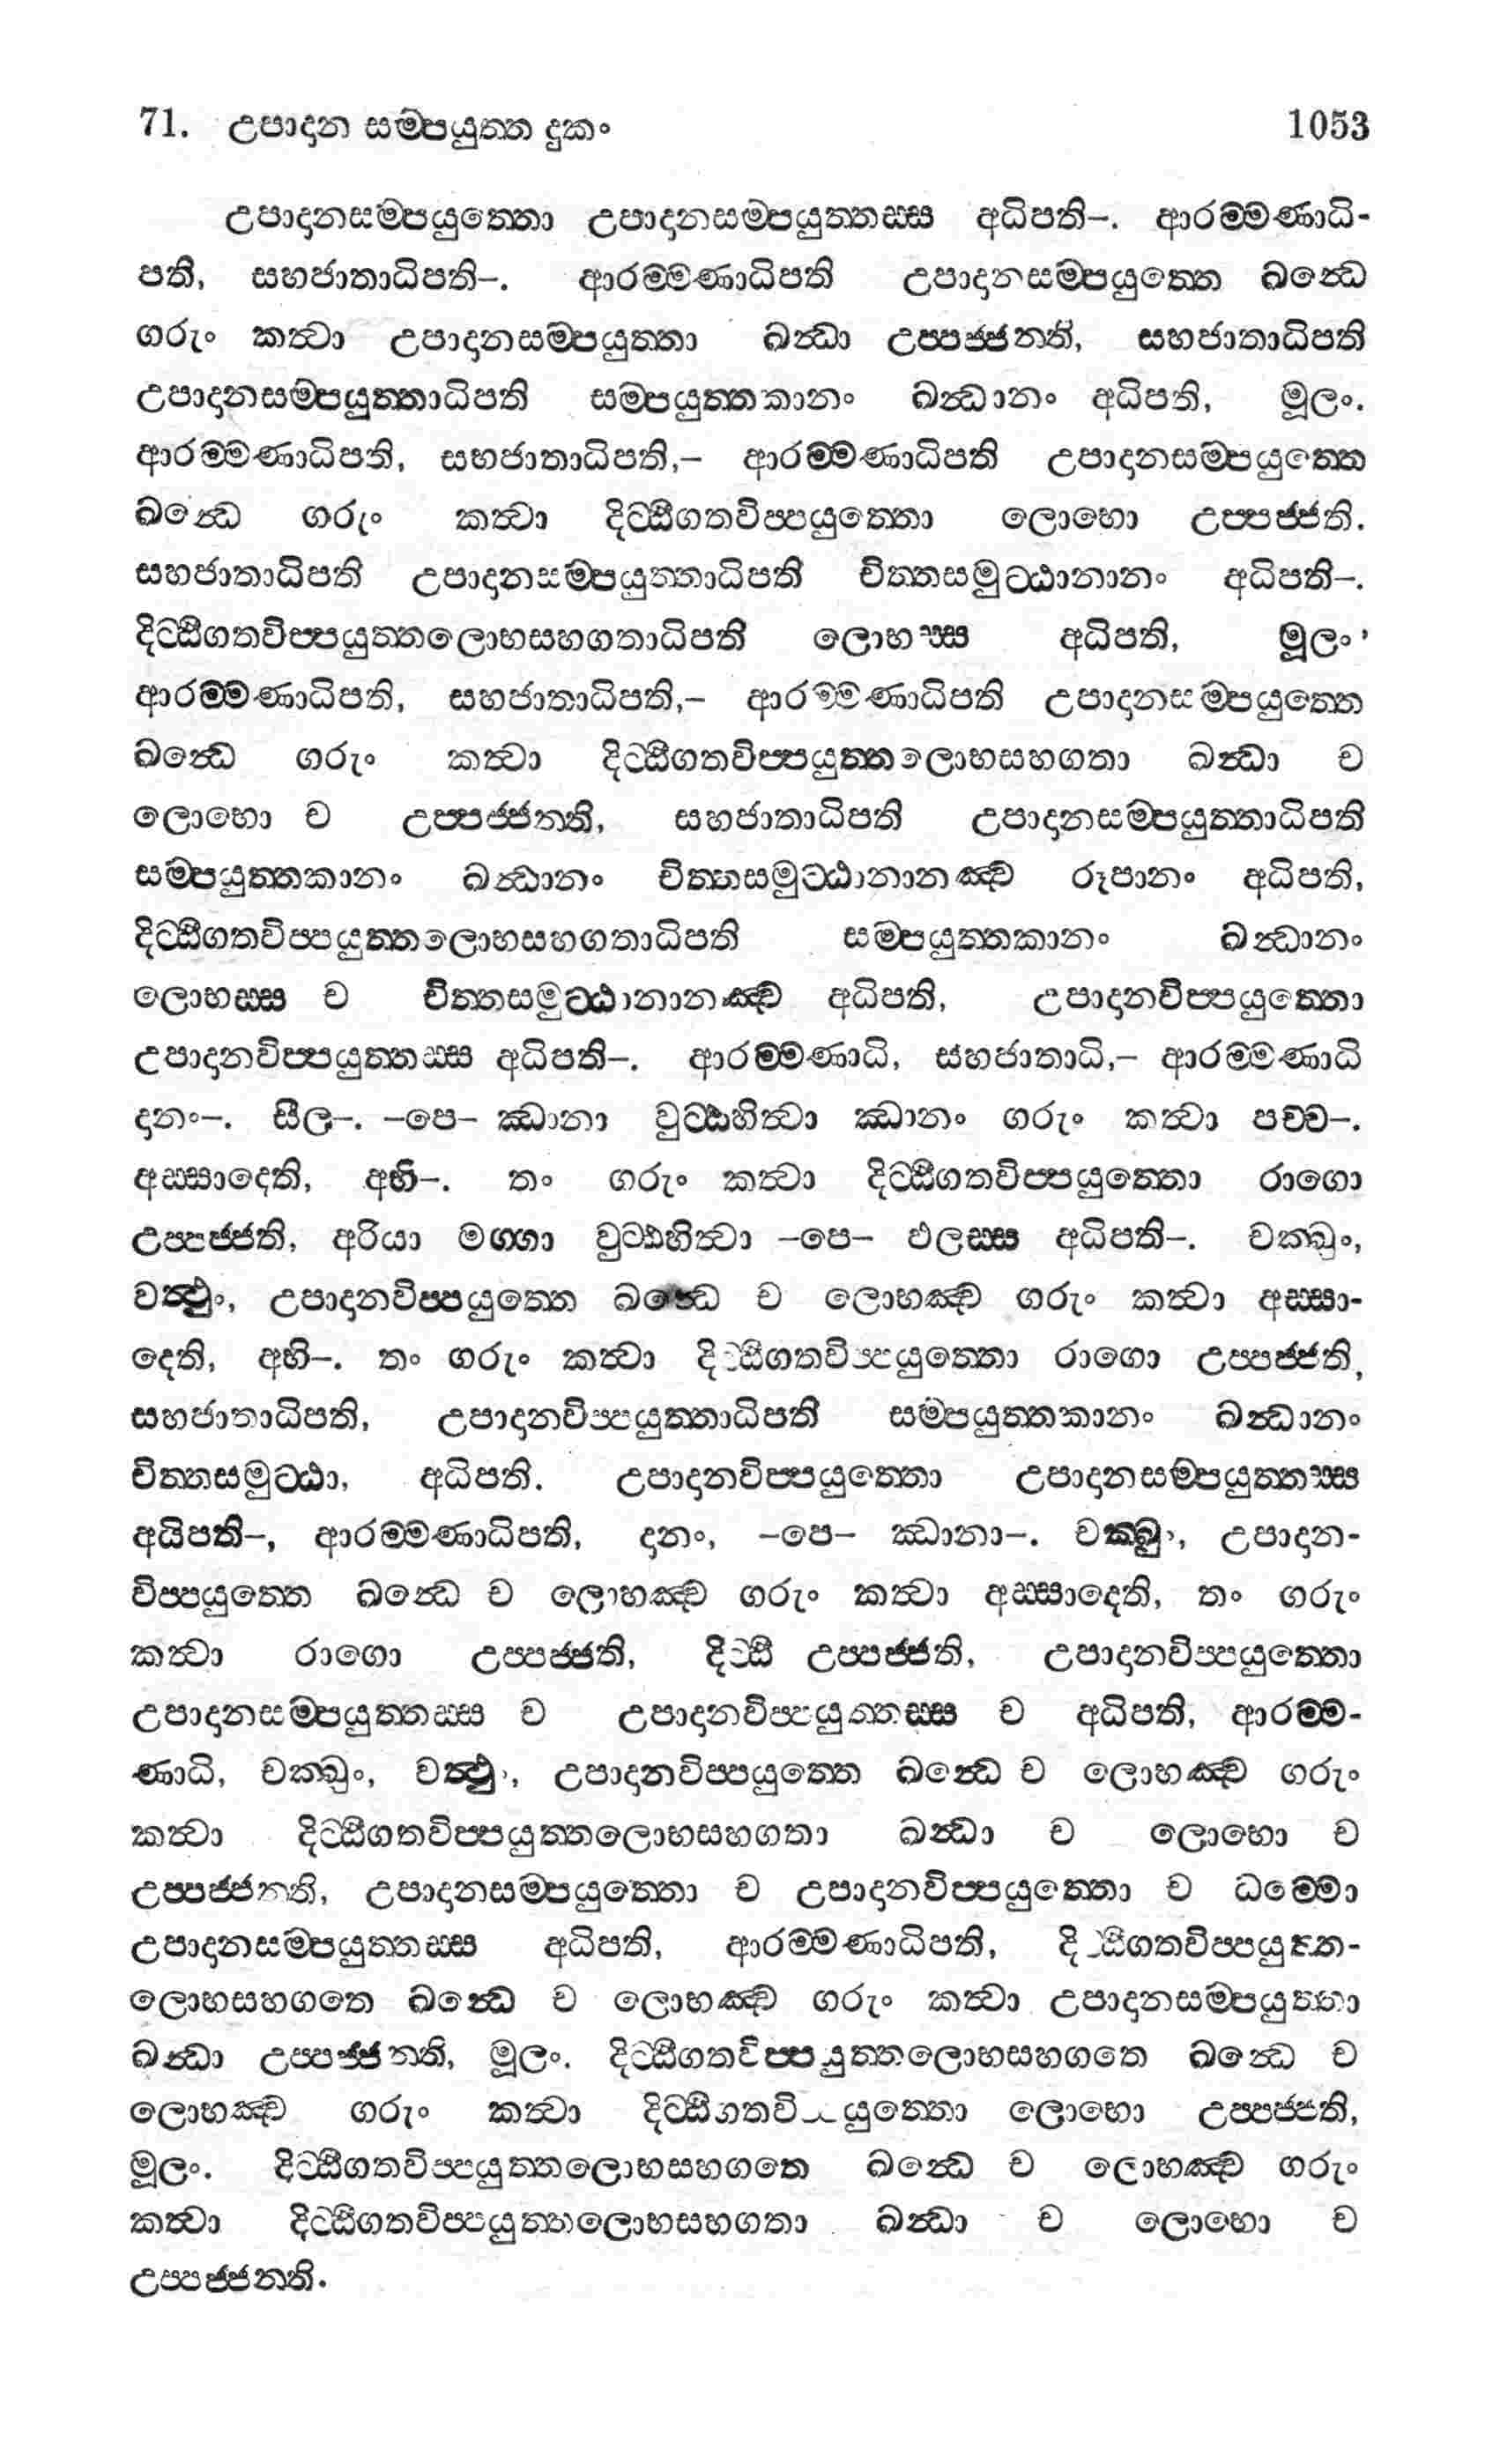 71. උපාදාන සම්පයුත්ත දුකං 1053
උපාදානසම්පයුත්තො උපාදානසම්පයුත්තස්ස අධිපති–. ආරම්මණාධි-
පති, සහජාතාධිපති–. ආරම්මණාධිපති උපාදානසම්පයුත්තෙ ඛන්ධෙ
ගරුං කත්වා උපාදානසම්පයුත්තා ඛන්ධා උප්පජ්ජන්ති, සහජාතාධිපති
උපාදානසම්පයුත්තාධිපති සම්පයුත්තකානං ඛන්ධානං අධිපති, මූලං.
ආරම්මණාධිපති, සහජාතාධිපති,– ආරම්මණාධිපති උපාදානසම්පයුත්තෙ
ඛන්ධෙ ගරුං කත්වා දිට්ඨිගතවිප්පයුත්තො ලොභො උප්පජ්ජති.
සහජාතාධිපති උපාදානසම්පයුත්තාධිපති චිත්තසමුට්ඨානානං අධිපති–.
දිට්ඨිගතවිප්පයුත්තලොභසහගතාධිපති ලොභස්ස අධිපති, මූලං’
ආරම්මණාධිපති, සහජාතාධිපති,– ආරම්මණාධිපති උපාදානසම්පයුත්තෙ
ඛන්ධෙ ගරුං කත්වා දිට්ඨිගතවිප්පයුත්තලොභසහගතා ඛන්ධා ච
ලොභො ච උප්පජ්ජන්ති, සහජාතාධිපති උපාදානසම්පයුත්තාධිපති
සම්පයුත්තකානං ඛන්ධානං චිත්තසමුට්ඨානානඤ්ච රූපානං අධිපති,
දිට්ඨිගතවිප්පයුත්තලොභසහගතාධිපති සම්පයුත්තකානං ඛන්ධානං
ලොභස්ස ච චිත්තසමුට්ඨානානඤ්ච අධිපති, උපාදානවිප්පයුත්තො
උපාදානවිප්පයුත්තස්ස අධිපති–. ආරම්මණාධි, සහජාතාධි,– ආරම්මණාධි
දානං–. සීල–. –පෙ– ඣානා වුට්ඨහිත්වා ඣානං ගරුං කත්වා පච්ච–.
අස්සාදෙති, අභි–. තං ගරුං කත්වා දිට්ඨිගතවිප්පයුත්තො රාගො
උප්පජ්ජති, අරියා මග්ගා වුට්ඨහිත්වා –පෙ– ඵලස්ස අධිපති–. චක්ඛුං,
වත්ථුං, උපාදානවිප්පයුත්තෙ ඛන්ධෙ ච ලොභඤ්ච ගරුං කත්වා අස්සා-
දෙති, අභි–. තං ගරුං කත්වා දිට්ඨිගතවිප්පයුත්තො රාගො උප්පජ්ජති,
සහජාතාධිපති, උපාදානවිප්පයුත්තාධිපති සම්පයුත්තකානං ඛන්ධානං
චිත්තසමුට්ඨා, අධිපති. උපාදානවිප්පයුත්තො උපාදානසම්පයුත්තස්ස
අයිපති–, ආරම්මණාධිපති, දානං, –පෙ– ඣානා–. චක්ඛු’, උපාදාන-
විප්පයුත්තෙ ඛන්ධෙ ච ලොභඤ්ච ගරුං කත්වා අස්සාදෙති, තං ගරුං
කත්වා රාගො උප්පජ්ජති, දිට්ඨි උප්පජ්ජති, උපාදානවිප්පයුත්තො
උපාදානසම්පයුත්තස්ස ච උපාදානවිප්පයුත්තස්ස ච අධිපති, ආරම්ම-
ණාධි, චක්ඛුං, වත්ථු’, උපාදානවිප්පයුත්තෙ ඛන්ධෙ ච ලොභඤ්ච ගරුං
කත්වා දිට්ඨිගතවිප්පයුත්තලොභසහගතා ඛන්ධා ච ලොභො ච
උප්පජ්ජන්ති, උපාදානසම්පයුත්තො ච උපාදානවිප්පයුත්තො ච ධම්මො
උපාදානසම්පයුත්තස්ස අධිපති, ආරම්මණාධිපති, දිට්ඨිගතවිප්පයුත්ත-
ලොභසහගතෙ ඛන්ධෙ ච ලොභඤ්ච ගරුං කත්වා උපාදානසම්පයුත්තා
ඛන්ධා උප්පජ්ජන්ති, මූලං. දිට්ඨිගතවිප්පයුත්තලොභසහගතෙ ඛන්ධෙ ච
ලොභඤ්ච ගරුං කත්වා ලොභො උප්පජ්ජති,
මූලං. දිට්ඨිගතවිප්පයුත්තලොභසහගතෙ ඛන්ධෙ ච ලොභඤ්ච ගරුං
කත්වා දිට්ඨිගතවිප්පයුත්තලොභසහගතා ඛන්ධා ච ලොභො ච
උප්පජ්ජන්ති.